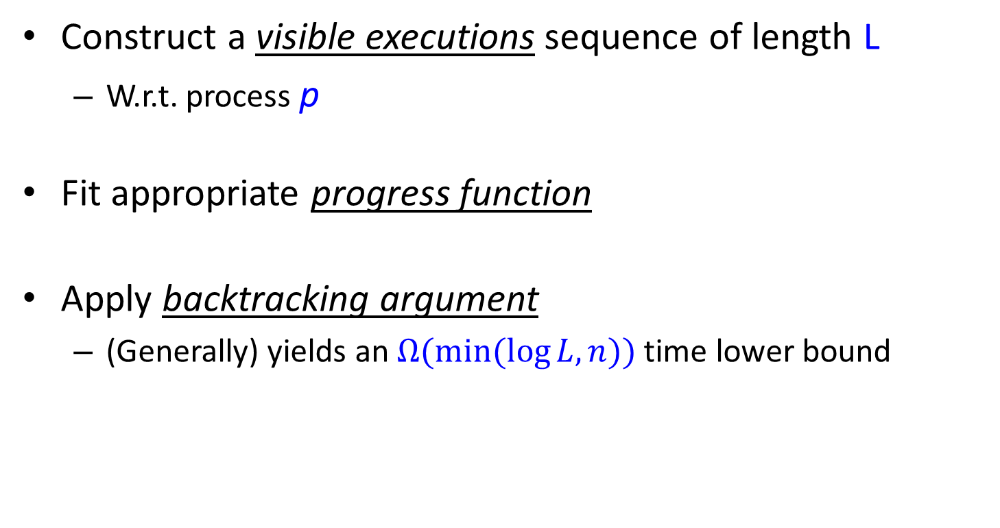 • Construct a visible executions sequence of length L
– W.r.t. process p
• Fit appropriate progress function
• Apply backtracking argument
– (Generally) yields an Ω(min(log L, n)) time lower bound